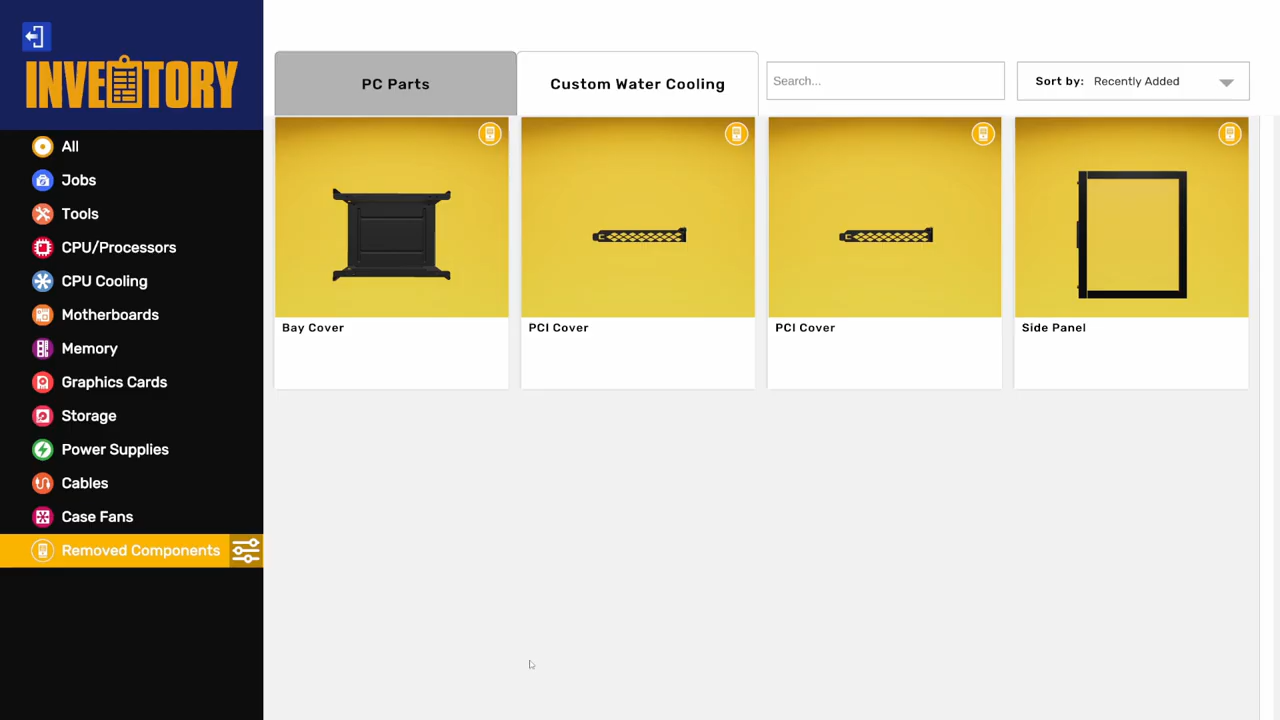 INVENTORY
All
Jobs
Tools
CPU/Processors
CPU Cooling
Motherboards
Memory
Graphics Cards
Storage
Power Supplies
Cables
Case Fans
Removed Components
PC Parts
Custom Water Cooling
Search...
Sort by: Recently Added
Bay Cover
PCI Cover
PCI Cover
Side Panel